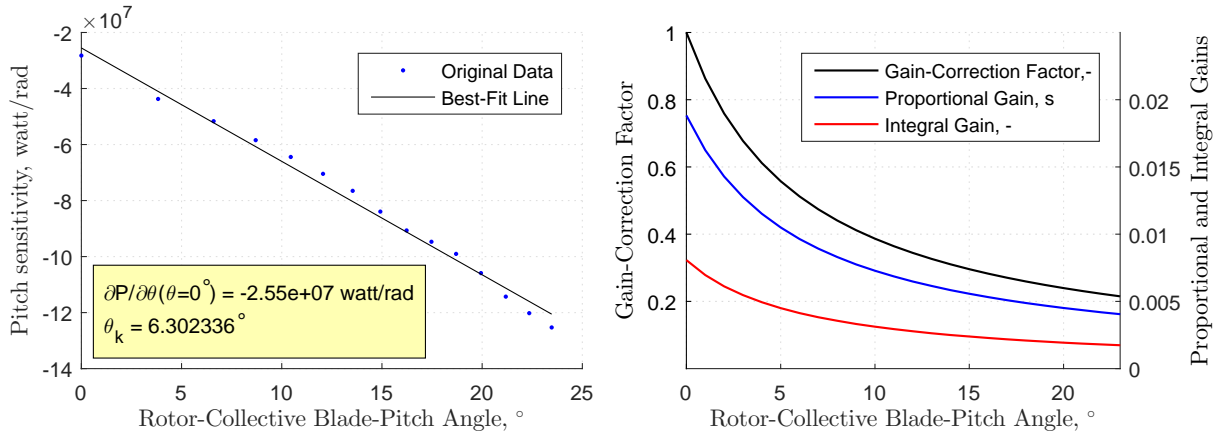 ×10⁷
-2
-4
-6
-8
-10
-12
-14
0
5
10
15
20
25
Pitch sensitivity, watt/rad
Rotor-Collective Blade-Pitch Angle, °
Original Data
Best-Fit Line
∂P/∂θ(θ=0°) = -2.55e+07 watt/rad
θk = 6.302336°
1
0.8
0.6
0.4
0.2
Gain-Correction Factor
0
5
10
15
20
Rotor-Collective Blade-Pitch Angle, °
Gain-Correction Factor,-
Proportional Gain, s
Integral Gain, -
0.02
0.015
0.01
0.005
0
Proportional and Integral Gains